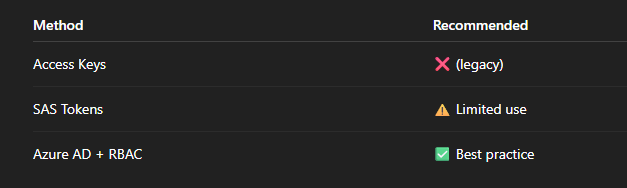 Method Recommended
Access Keys ❌ (legacy)
SAS Tokens ⚠️ Limited use
Azure AD + RBAC ✅ Best practice